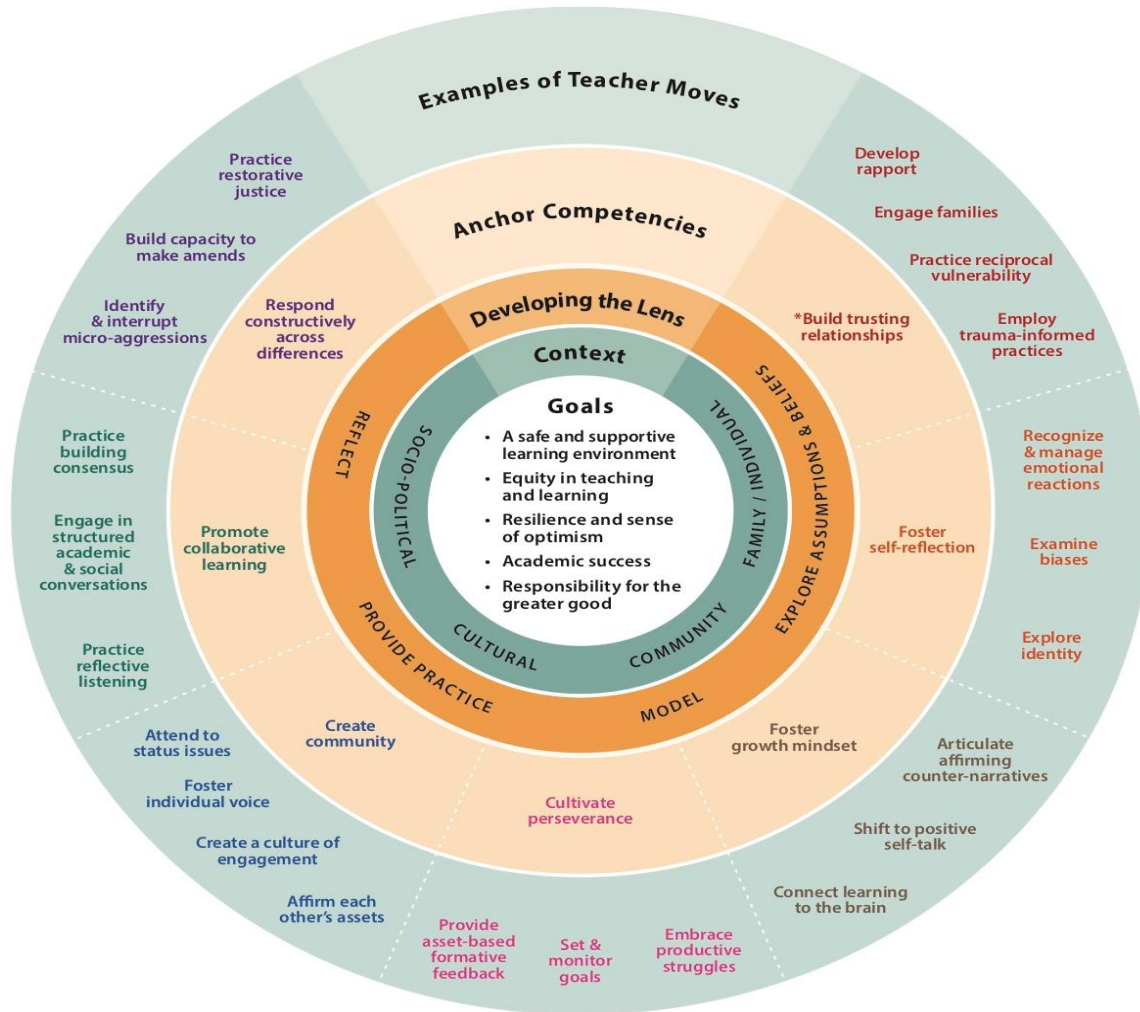 Examples of Teacher Moves
Anchor Competencies
Developing the Lens
Context
Goals
• A safe and supportive
learning environment
• Equity in teaching
and learning
• Resilience and sense
of optimism
• Academic success
• Responsibility for the
greater good
SOCIO-POLITICAL
CULTURAL
COMMUNITY
FAMILY / INDIVIDUAL
REFLECT
PROVIDE PRACTICE
MODEL
EXPLORE ASSUMPTIONS & BELIEFS
*Build trusting
relationships
Develop
rapport
Engage families
Practice reciprocal
vulnerability
Employ
trauma-informed
practices
Foster
self-reflection
Recognize
& manage
emotional
reactions
Examine
biases
Explore
identity
Foster
growth mindset
Articulate
affirming
counter-narratives
Shift to positive
self-talk
Connect learning
to the brain
Cultivate
perseverance
Embrace
productive
struggles
Set &
monitor
goals
Provide
asset-based
formative
feedback
Create
community
Affirm each
other's assets
Create a culture of
engagement
Foster
individual voice
Attend to
status issues
Promote
collaborative
learning
Practice
reflective
listening
Engage in
structured
academic
& social
conversations
Practice
building
consensus
Respond
constructively
across
differences
Identify
& interrupt
micro-aggressions
Build capacity to
make amends
Practice
restorative
justice